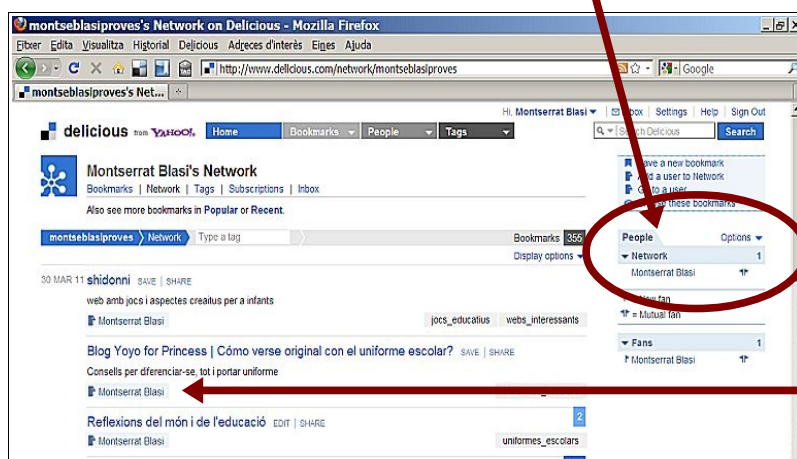 montseblasiproves's Network on Delicious - Mozilla Firefox
Fitxer Edita Visualitza Historial Delicious Adreces d'interès Eines Ajuda
http://www.delicious.com/network/montseblasiproves
Google
montseblasiproves's Net...
Hi, Montserrat Blasi Inbox Settings Help Sign Out
delicious from YAHOO! Home Bookmarks People Tags
Search Delicious Search
Montserrat Blasi's Network
Bookmarks | Network | Tags | Subscriptions | Inbox
Also see more bookmarks in Popular or Recent.
Save a new bookmark
Add a user to Network
Go to a user
these bookmarks
montseblasiproves Network Type a tag Bookmarks 355
Display options
People Options
Network 1
Montserrat Blasi
New fan
= Mutual fan
Fans 1
Montserrat Blasi
30 MAR 11 shidonni SAVE | SHARE
web amb jocs i aspectes creaitus per a infants
Montserrat Blasi jocs_educatius webs_interessants
Blog Yoyo for Princess | Cómo verse original con el uniforme escolar? SAVE | SHARE
Consells per diferenciar-se, tot i portar uniforme
Montserrat Blasi
Reflexions del món i de l'educació EDIT | SHARE 2
Montserrat Blasi uniformes_escolars